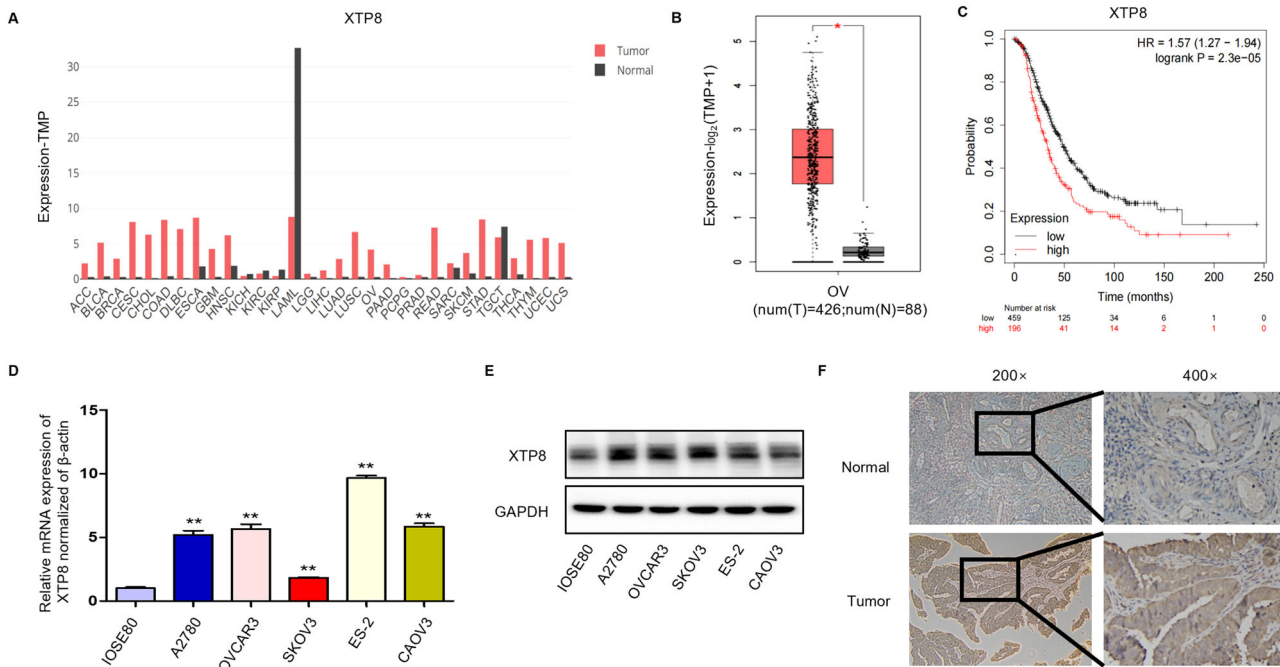 A
XTP8
Expression-TMP
30
25
20
15
10
5
0
Tumor
Normal
ACC
BLCA
BRCA
CESC
CHOL
COAD
DLBC
ESCA
GBM
HNSC
KICH
KIRC
KIRP
LAML
LGG
LIHC
LUAD
LUSC
OV
PAAD
PCPG
PRAD
READ
SARC
SKCM
STAD
TGCT
THCA
THYM
UCEC
UCS
B
Expression-log₂(TMP+1)
5
4
3
2
1
0
*
OV
(num(T)=426;num(N)=88)
C
XTP8
HR = 1.57 (1.27 − 1.94)
logrank P = 2.3e−05
Probability
1.0
0.8
0.6
0.4
0.2
0.0
Expression
low
high
0 50 100 150 200 250
Time (months)
Number at risk
low 459 125 34 6 1 0
high 196 41 14 2 1 0
D
Relative mRNA expression of
XTP8 normalized of β-actin
15
10
5
0
**
**
**
**
**
IOSE80
A2780
OVCAR3
SKOV3
ES-2
CAOV3
E
XTP8
GAPDH
IOSE80
A2780
OVCAR3
SKOV3
ES-2
CAOV3
F
200× 400×
Normal
Tumor